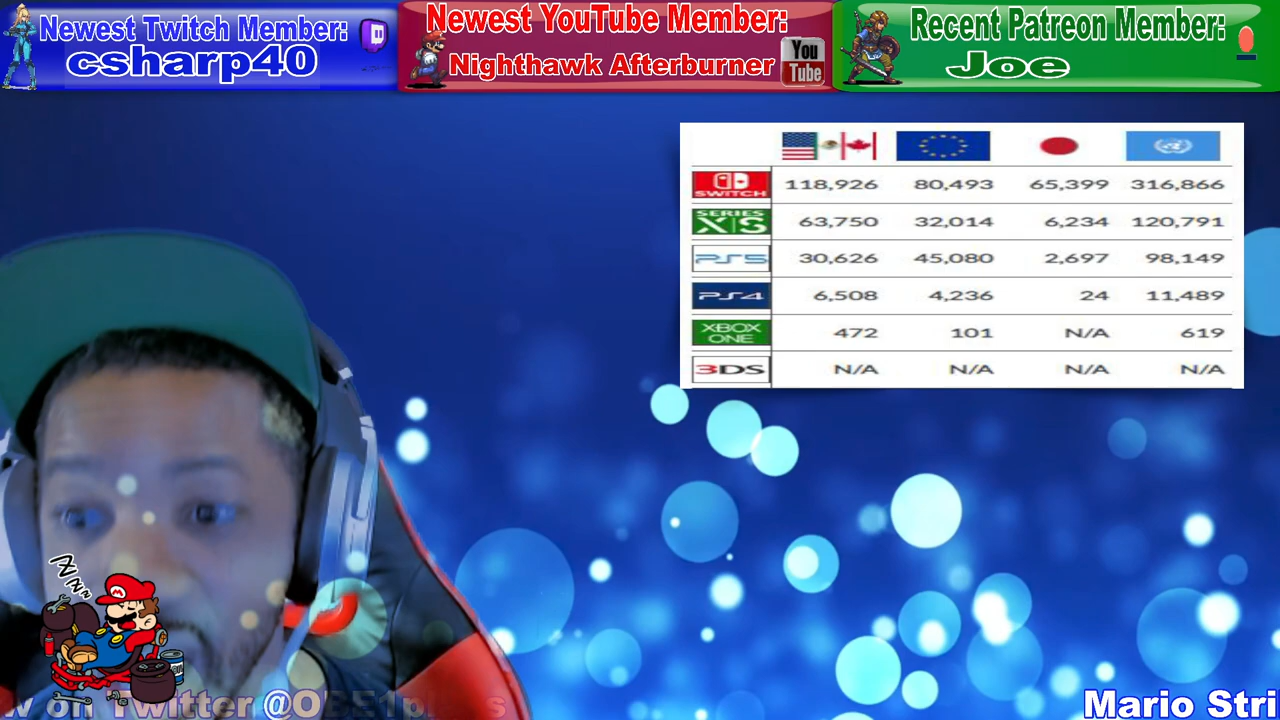 Newest Twitch Member:
csharp40
Newest YouTube Member:
Nighthawk Afterburner
You
Tube
Recent Patreon Member:
Joe
SWITCH 118,926 80,493 65,399 316,866
SERIES X|S 63,750 32,014 6,234 120,791
PS5 30,626 45,080 2,697 98,149
PS4 6,508 4,236 24 11,489
XBOX ONE 472 101 N/A 619
3DS N/A N/A N/A N/A
on Twitter
Mario Stri